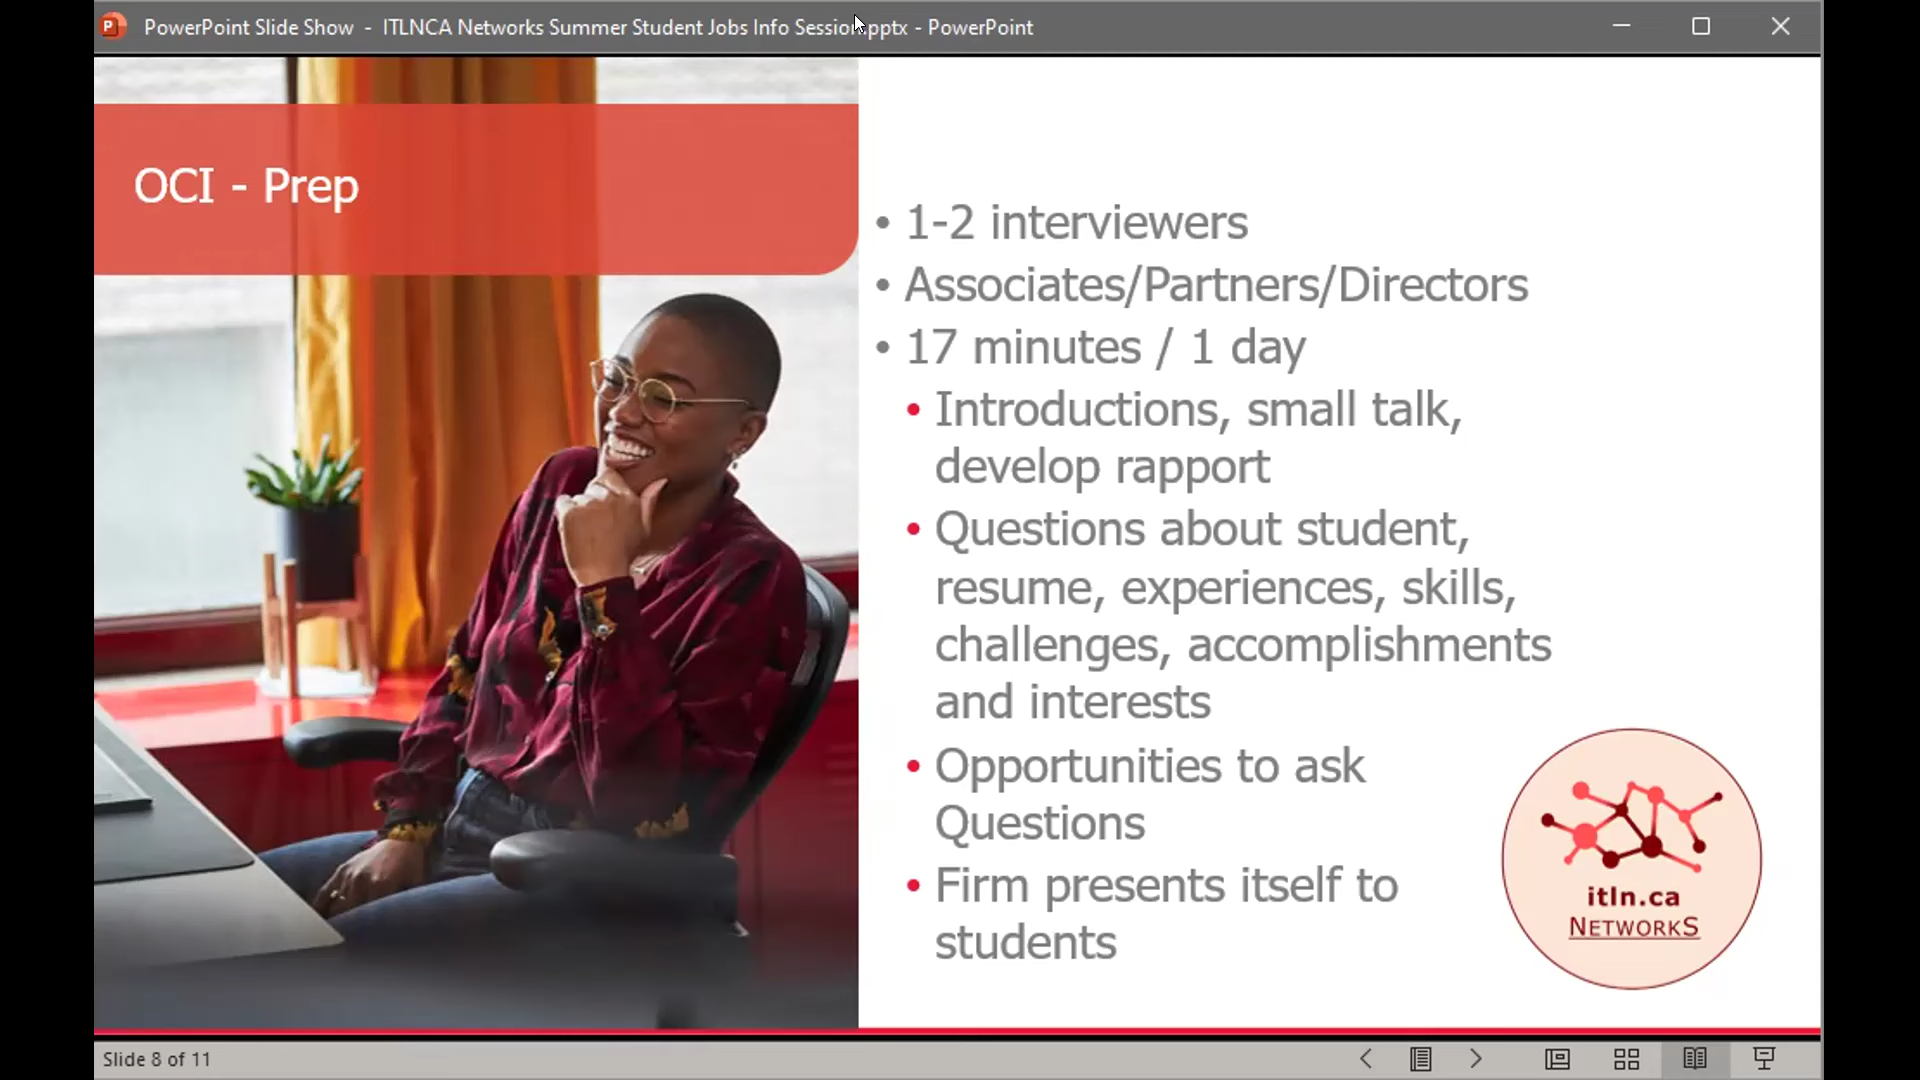 PowerPoint Slide Show - ITLNCA Networks Summer Student Jobs Info Session.pptx - PowerPoint
OCI - Prep
• 1-2 interviewers
• Associates/Partners/Directors
• 17 minutes / 1 day
• Introductions, small talk,
develop rapport
• Questions about student,
resume, experiences, skills,
challenges, accomplishments
and interests
• Opportunities to ask
Questions
• Firm presents itself to
students
itln.ca
NETWORKS
Slide 8 of 11